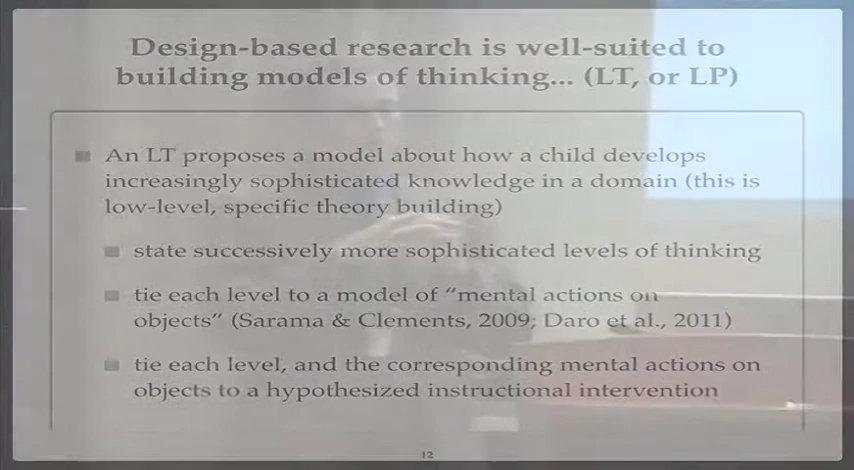 Design-based research is well-suited to
building models of thinking... (LT, or LP)
An LT proposes a model about how a child develops
increasingly sophisticated knowledge in a domain (this is
low-level, specific theory building)
state successively more sophisticated levels of thinking
tie each level to a model of “mental actions on
objects” (Sarama & Clements, 2009; Daro et al., 2011)
tie each level, and the corresponding mental actions on
objects to a hypothesized instructional intervention
12